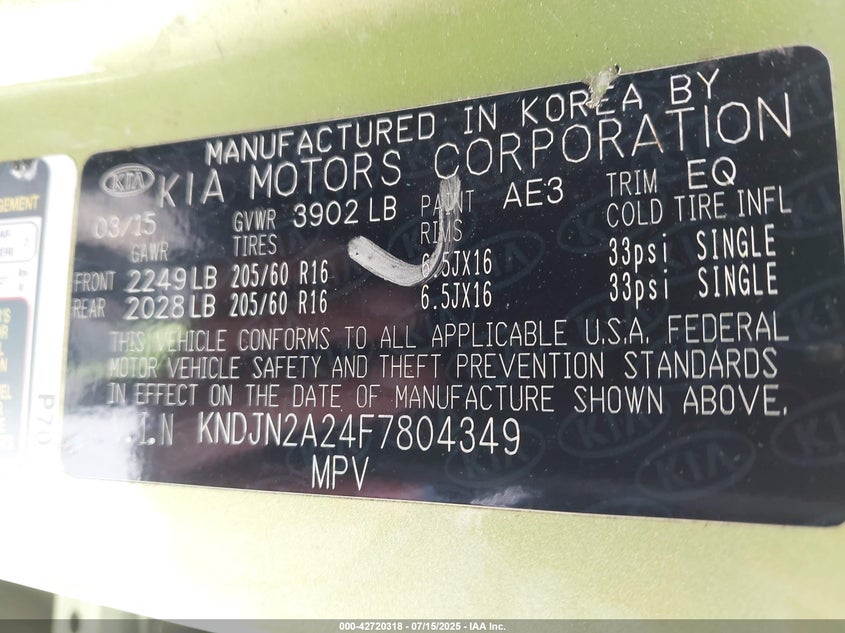 MANUFACTURED IN KOREA BY
KIA KIA MOTORS CORPORATION
03/15 GVWR 3902 LB PAINT AE3 TRIM EQ
GAWR TIRES RIMS COLD TIRE INFL
FRONT 2249 LB 205/60 R16 6.5JX16 33psi SINGLE
REAR 2028 LB 205/60 R16 6.5JX16 33psi SINGLE
THIS VEHICLE CONFORMS TO ALL APPLICABLE U.S.A. FEDERAL
MOTOR VEHICLE SAFETY AND THEFT PREVENTION STANDARDS
IN EFFECT ON THE DATE OF MANUFACTURE SHOWN ABOVE.
V.I.N KNDJN2A24F7804349
MPV
P70
000-42720318 - 07/15/2025 - IAA Inc.